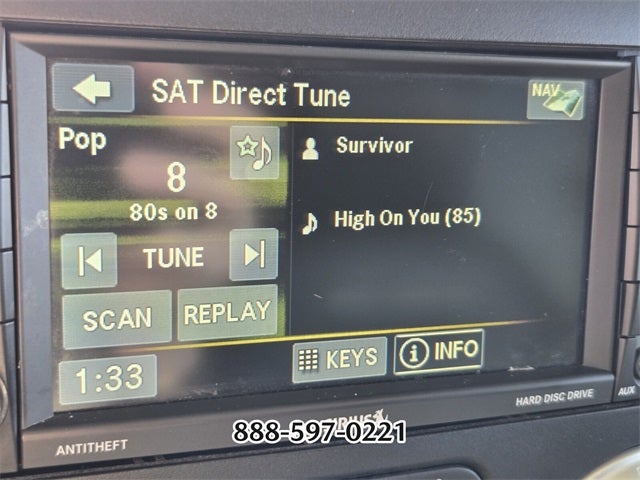 SAT Direct Tune
NAV
Pop
8
80s on 8
Survivor
High On You (85)
TUNE
SCAN
REPLAY
1:33
KEYS
INFO
HARD DISC DRIVE
AUX
ANTITHEFT
888-597-0221